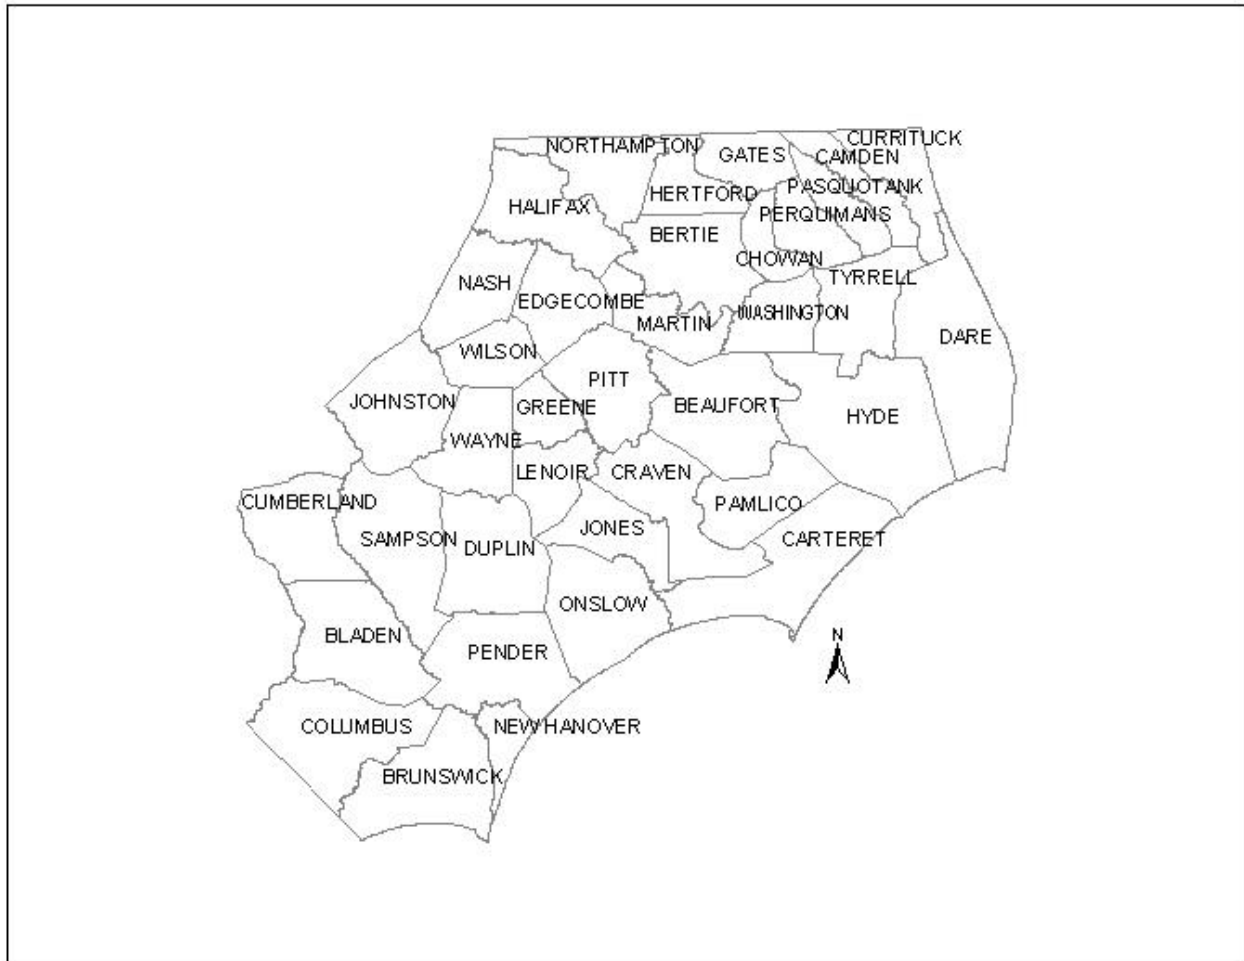 CURRITUCK
NORTHAMPTON
GATES
CAMDEN
PASQUOTANK
HERTFORD
HALIFAX
PERQUIMANS
BERTIE
CHOWAN
TYRRELL
NASH
EDGECOMBE
WASHINGTON
MARTIN
DARE
WILSON
PITT
JOHNSTON
GREENE
BEAUFORT
HYDE
WAYNE
LENOIR
CRAVEN
CUMBERLAND
PAMLICO
JONES
SAMPSON
DUPLIN
CARTERET
ONSLOW
BLADEN
N
PENDER
COLUMBUS
NEW HANOVER
BRUNSWICK